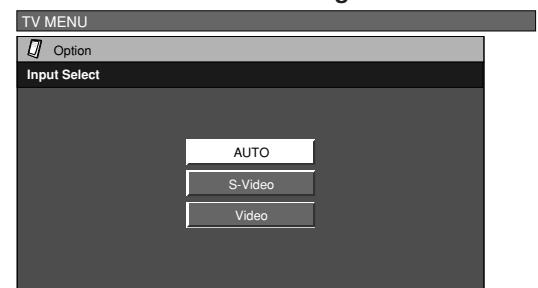 TV MENU
Option
Input Select
AUTO
S-Video
Video